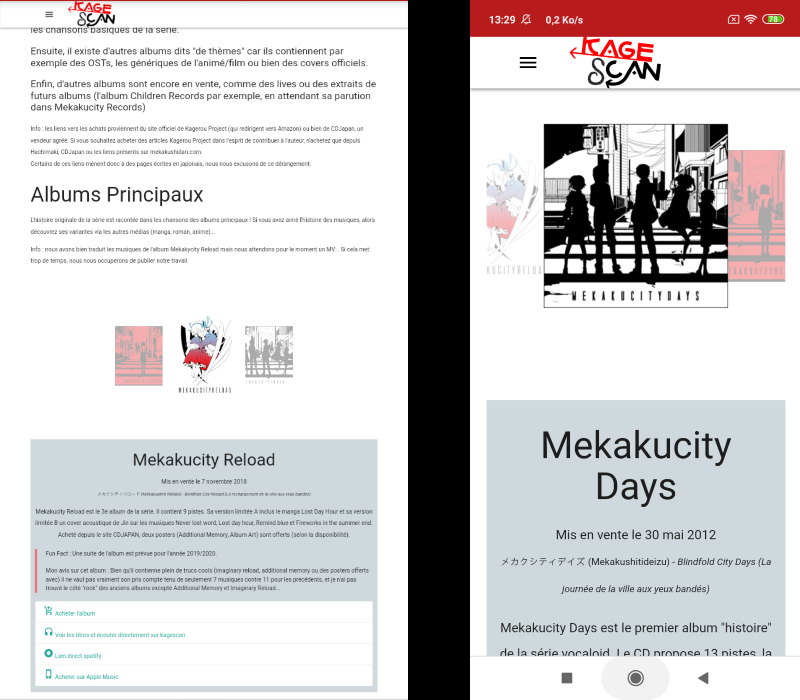 KAGE
SCAN
les chansons basiques de la série.
Ensuite, il existe d'autres albums dits "de thèmes" car ils contiennent par
exemple des OSTs, les génériques de l'animé/film ou bien des covers officiels.
Enfin, d'autres albums sont encore en vente, comme des lives ou des extraits de
futurs albums (l'album Children Records par exemple, en attendant sa parution
dans Mekakucity Records)
Info : les liens vers les achats proviennent du site officiel de Kagerou Project (qui redirigent vers Amazon) ou bien de CDJapan, un
vendeur agréé. Si vous souhaitez acheter des articles Kagerou Project dans l'esprit de contribuer à l'auteur, n'achetez que depuis
Hachimaki, CDJapan ou les liens présents sur mekakushidan.com.
Certains de ces liens mènent donc à des pages écrites en japonais, nous nous excusons de ce dérangement.
Albums Principaux
L'histoire originale de la série est racontée dans les chansons des albums principaux ! Si vous avez aimé l'histoire des musiques, alors
découvrez ses variantes via les autres médias (manga, roman, animé)...
Info : nous avons bien traduit les musiques de l'album Mekakycity Reload mais nous attendons pour le moment un MV... Si cela met
trop de temps, nous nous occuperons de publier notre travail.
MEKAKUCITYRELOAD
Mekakucity Reload
Mis en vente le 7 novembre 2018
Blindfold City Reload (Le rechargement de la ville aux yeux bandés)
Mekakucity Reload est le 3e album de la série. Il contient 9 pistes. Sa version limitée A inclus le manga Lost Day Hour et sa version
limitée B un cover acoustique de Jin sur les musiques Never lost word, Lost day hour, Remind blue et Fireworks in the summer end.
Acheté depuis le site CDJAPAN, deux posters (Additional Memory, Album Art) sont offerts (selon la disponibilité).
Fun Fact : Une suite de l'album est prévue pour l'année 2019/2020.
Mon avis sur cet album : Bien qu'il contienne plein de trucs cools (imaginary reload, additional memory ou des posters offerts
avec) il ne vaut pas vraiment son prix compte tenu de seulement 7 musiques contre 11 pour les précédents, et je n'ai pas
trouvé le côté "rock" des anciens albums excepté Additional Memory et Imaginary Reload...
Acheter l'album
Voir les titres et écouter directement sur kagescan
Lien direct spotify
Acheter sur Apple Music
13:29 0,2 Ko/s 78
KAGE
SCAN
MEKAKUCITYDAYS
Mekakucity
Days
Mis en vente le 30 mai 2012
メカクシティデイズ (Mekakushitideizu) - Blindfold City Days (La
journée de la ville aux yeux bandés)
Mekakucity Days est le premier album "histoire"
de la série vocaloid. Le CD propose 13 pistes, la